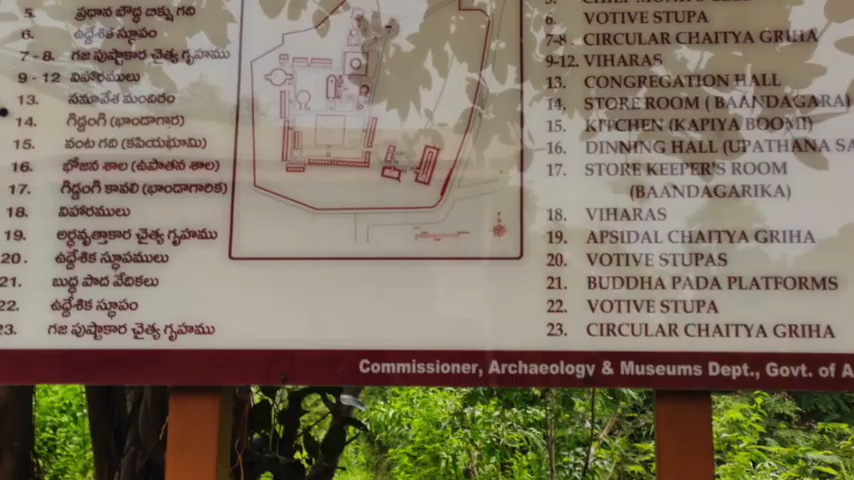 5. ప్రధాన బౌద్ధ భిక్షు గది
6. ఉద్దేశిక స్థూపం
7 - 8. గజ పుష్టాకార చైత్య గృహము
9 - 12 విహారములు
13. సమావేశ మందిరం
14. గిడ్డంగి (భాండాగార)
15. వంట గది (కపియభూమి)
16. భోజన శాల (ఉపాతన శాల)
17. గిడ్డంగి కావలి (భాండాగారిక)
18. విహారములు
19. అర్ధవృత్తాకార చైత్య గృహము
20. ఉద్దేశిక స్థూపములు
21. బుద్ధ పాద వేదికలు
22. ఉద్దేశిక స్థూపం
23. గజ పుష్టాకార చైత్య గృహము
6. VOTIVE STUPA
7-8. CIRCULAR CHAITYA GRIHA
9-12. VIHARAS
13. CONGREGATION HALL
14. STORE ROOM ( BAANDAGARA)
15. KITCHEN (KAPIYA BOOMI)
16. DINNING HALL (UPATHANA SA
17. STORE KEEPER'S ROOM
(BAANDAGARIKA)
18. VIHARAS
19. APSIDAL CHAITYA GRIHA
20. VOTIVE STUPAS
21. BUDDHA PADA PLATFORMS
22. VOTIVE STUPA
23. CIRCULAR CHAITYA GRIHA
Commissioner, Archaeology & Museums Dept., Govt. of A